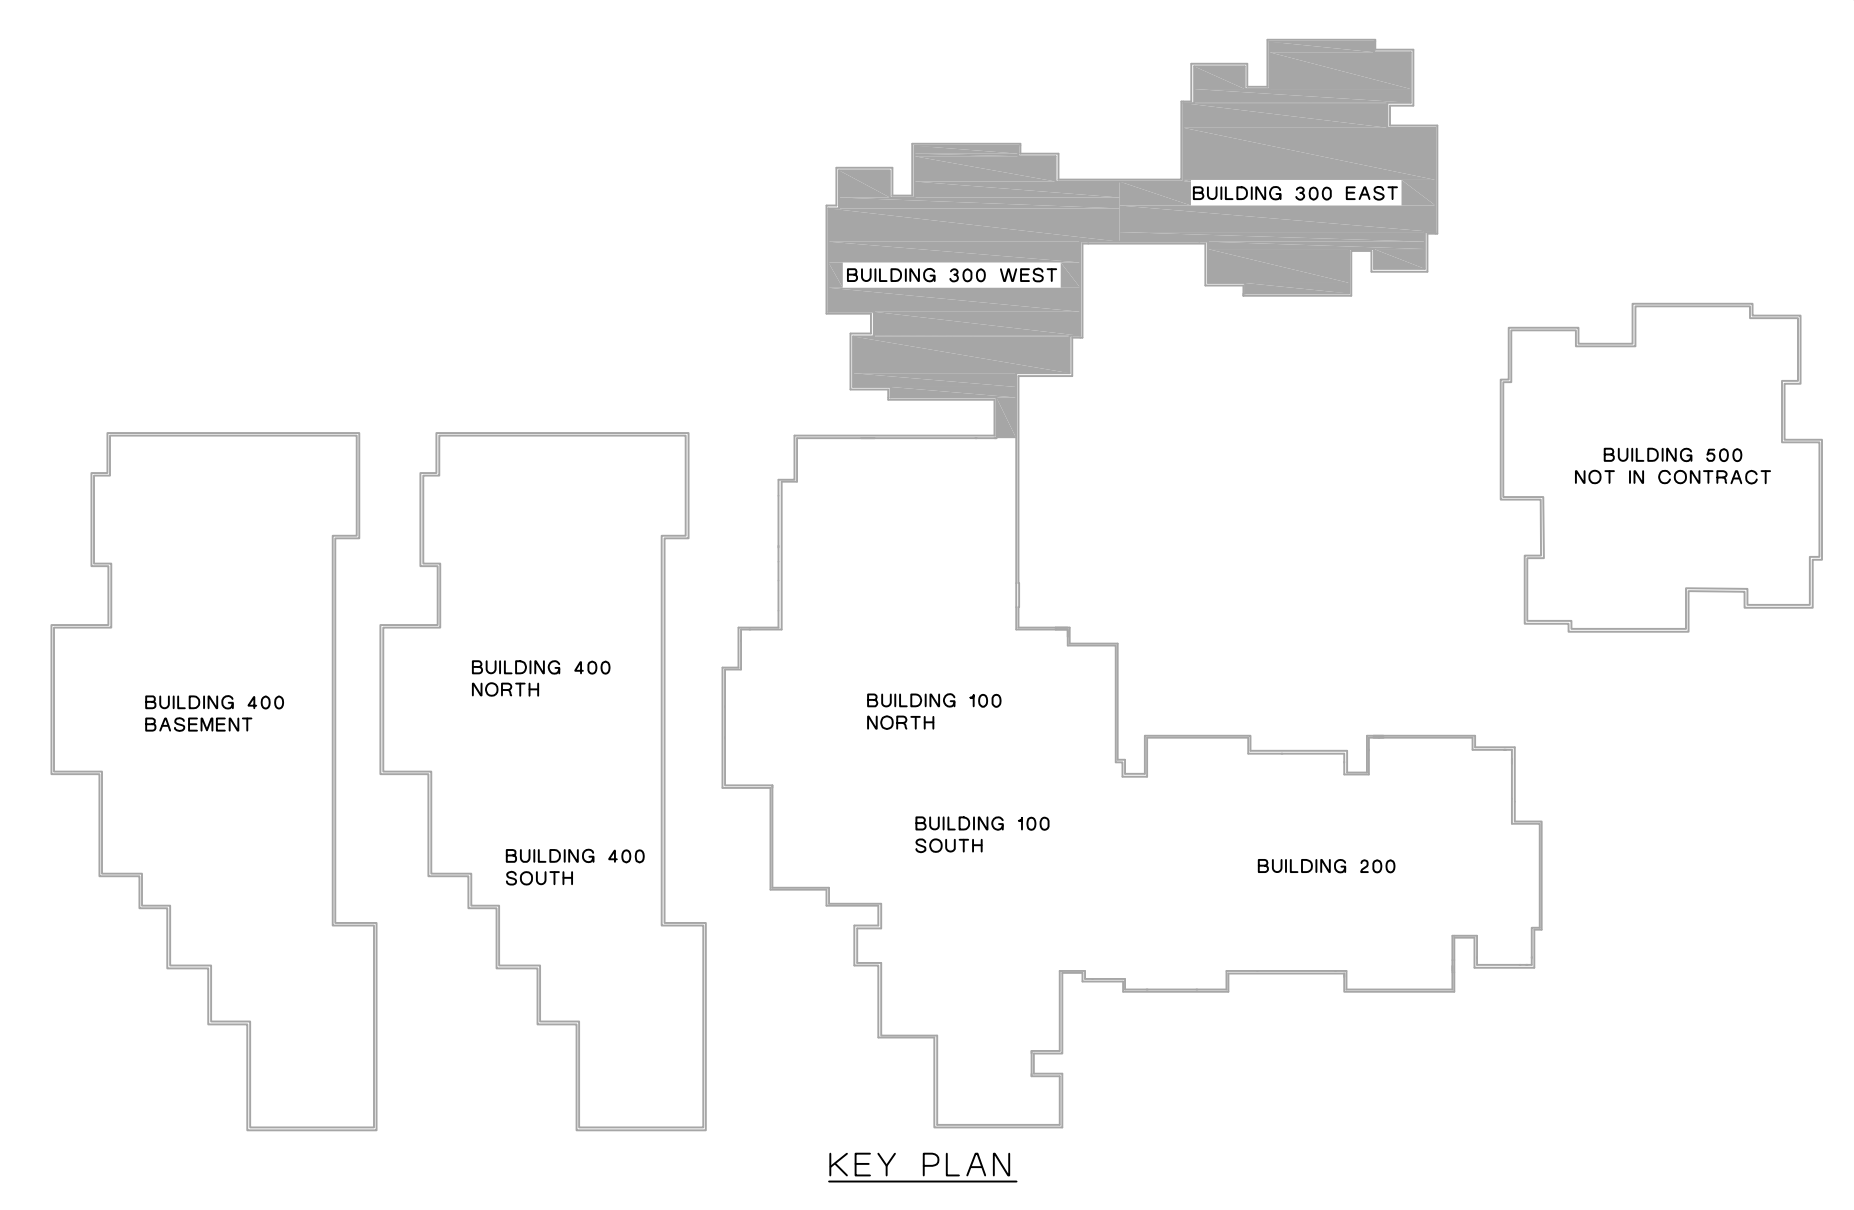 BUILDING 300 EAST
BUILDING 300 WEST
BUILDING 500
NOT IN CONTRACT
BUILDING 400
NORTH
BUILDING 400
BASEMENT
BUILDING 100
NORTH
BUILDING 100
SOUTH
BUILDING 400
SOUTH
BUILDING 200
KEY PLAN